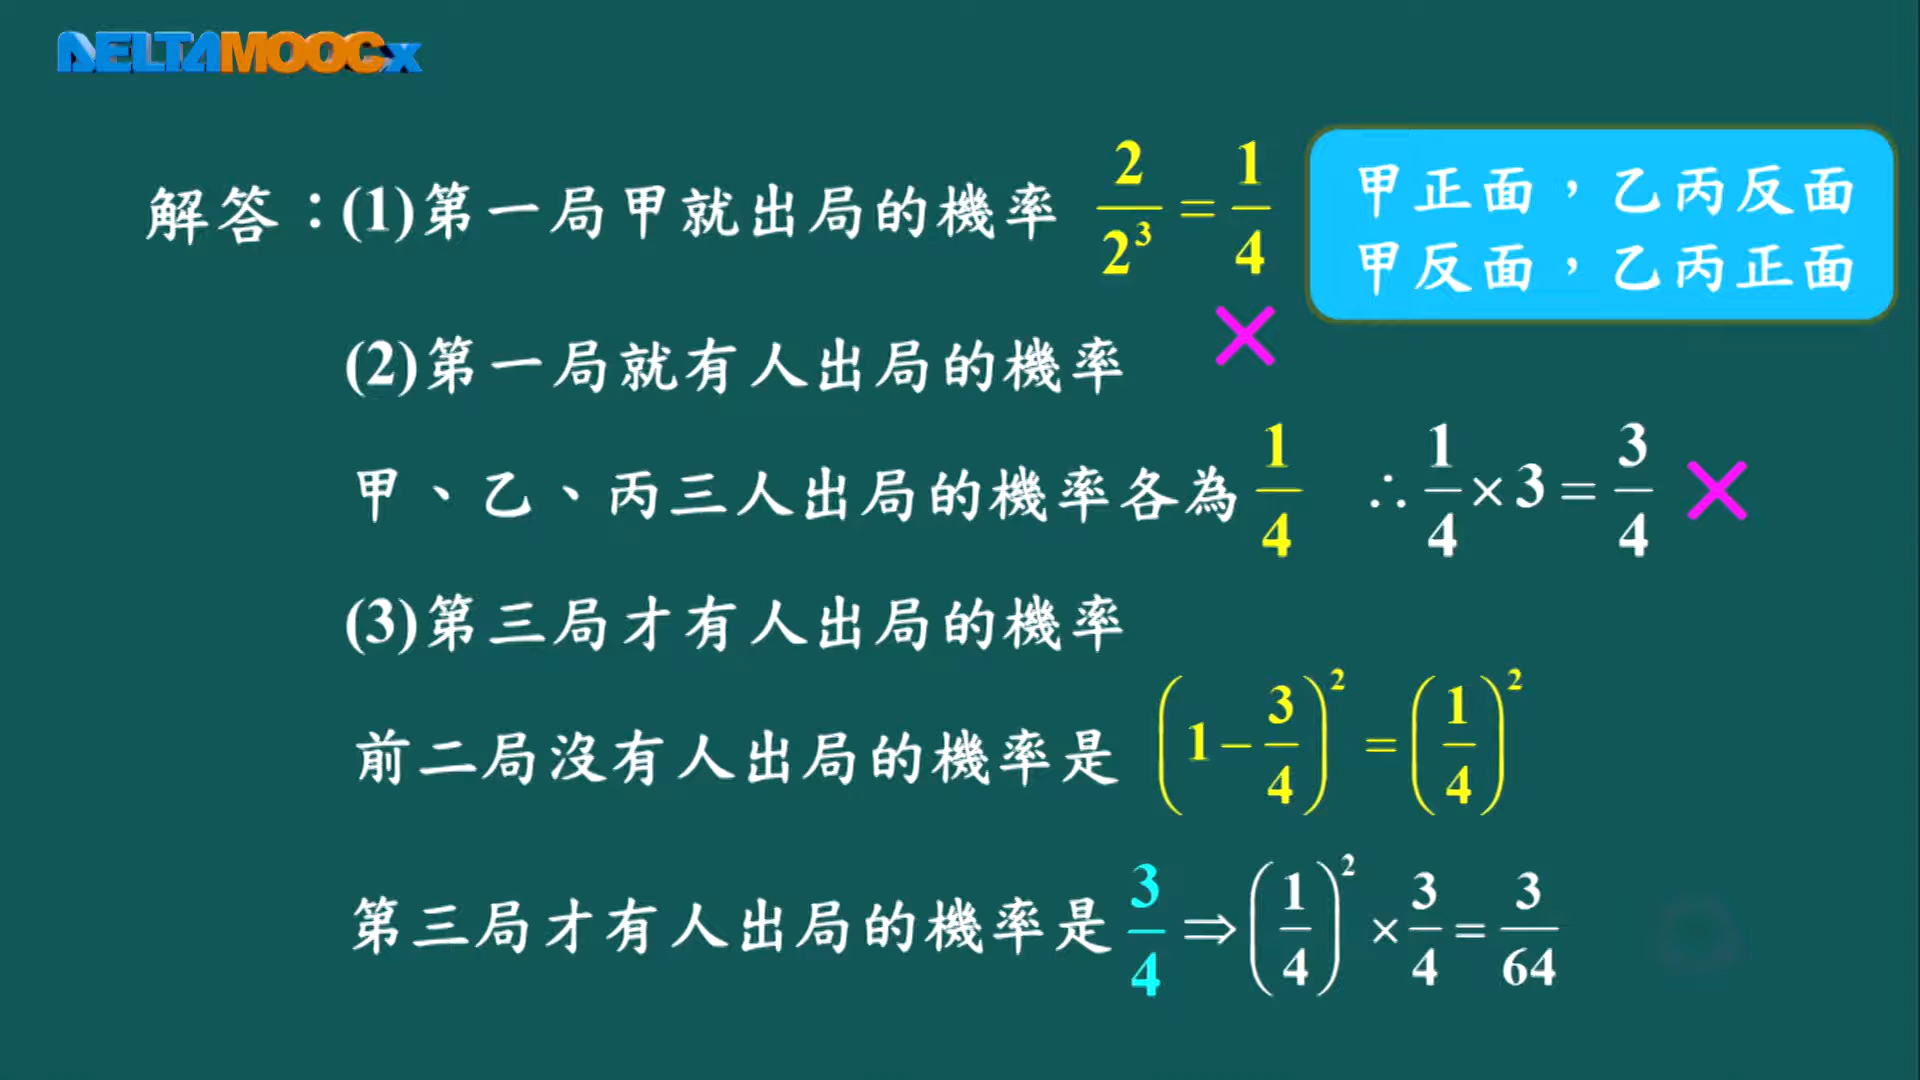 DELTAMOOCx
解答：(1)第一局甲就出局的機率 2/2³ = 1/4
甲正面，乙丙反面
甲反面，乙丙正面
(2)第一局就有人出局的機率 ×
甲、乙、丙三人出局的機率各為 1/4 ∴ 1/4 × 3 = 3/4 ×
(3)第三局才有人出局的機率
前二局沒有人出局的機率是 (1 − 3/4)² = (1/4)²
第三局才有人出局的機率是 3/4 ⇒ (1/4)² × 3/4 = 3/64